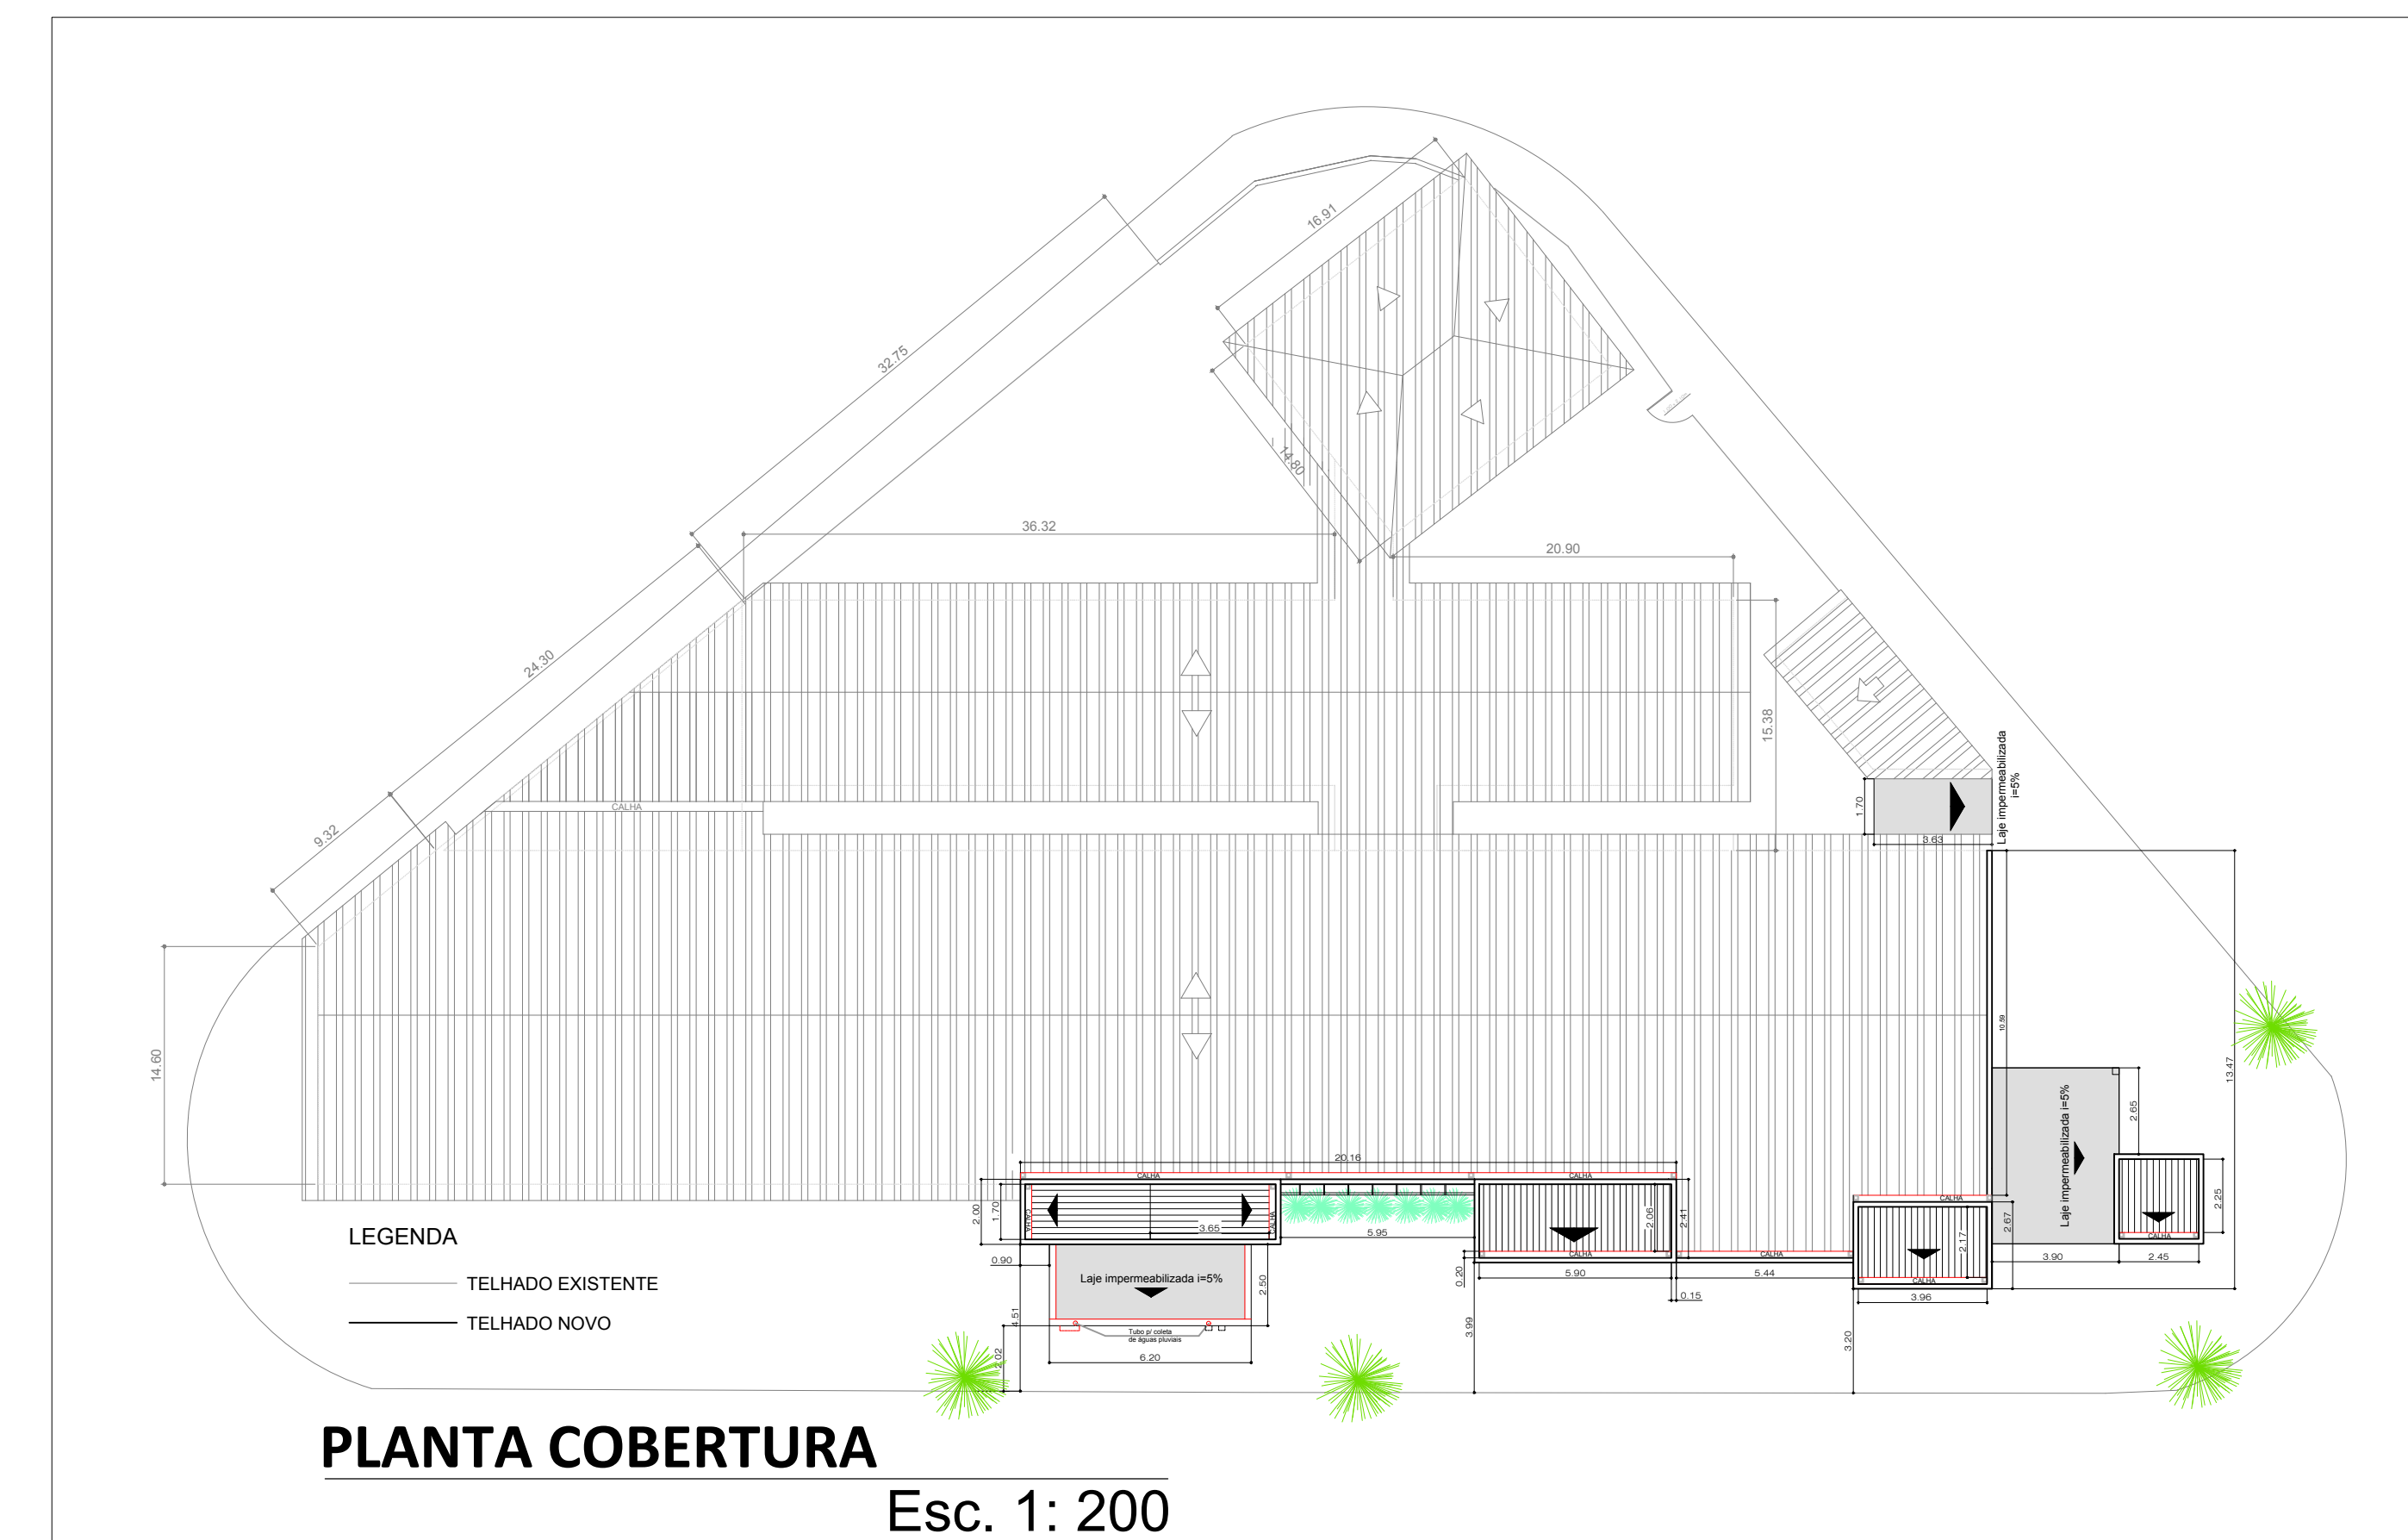 16.91
32.75
14.80
36.32
20.90
24.30
15.38
Laje impermeabilizada
i=5%
CALHA
1.70
9.32
3.63
10.59
14.60
13.47
2.65
Laje impermeabilizada i=5%
20.16
CALHA
CALHA
2.00
1.70
CALHA
3.65
CALHA
2.06
2.41
CALHA
2.25
2.67
5.95
2.17
LEGENDA
0.90
CALHA
CALHA
CALHA
3.90
2.45
TELHADO EXISTENTE
Laje impermeabilizada i=5%
2.50
0.20
5.90
5.44
CALHA
0.15
3.96
TELHADO NOVO
4.51
Tubo p/ coleta
de águas pluviais
3.99
3.20
2.02
6.20
PLANTA COBERTURA
Esc. 1: 200